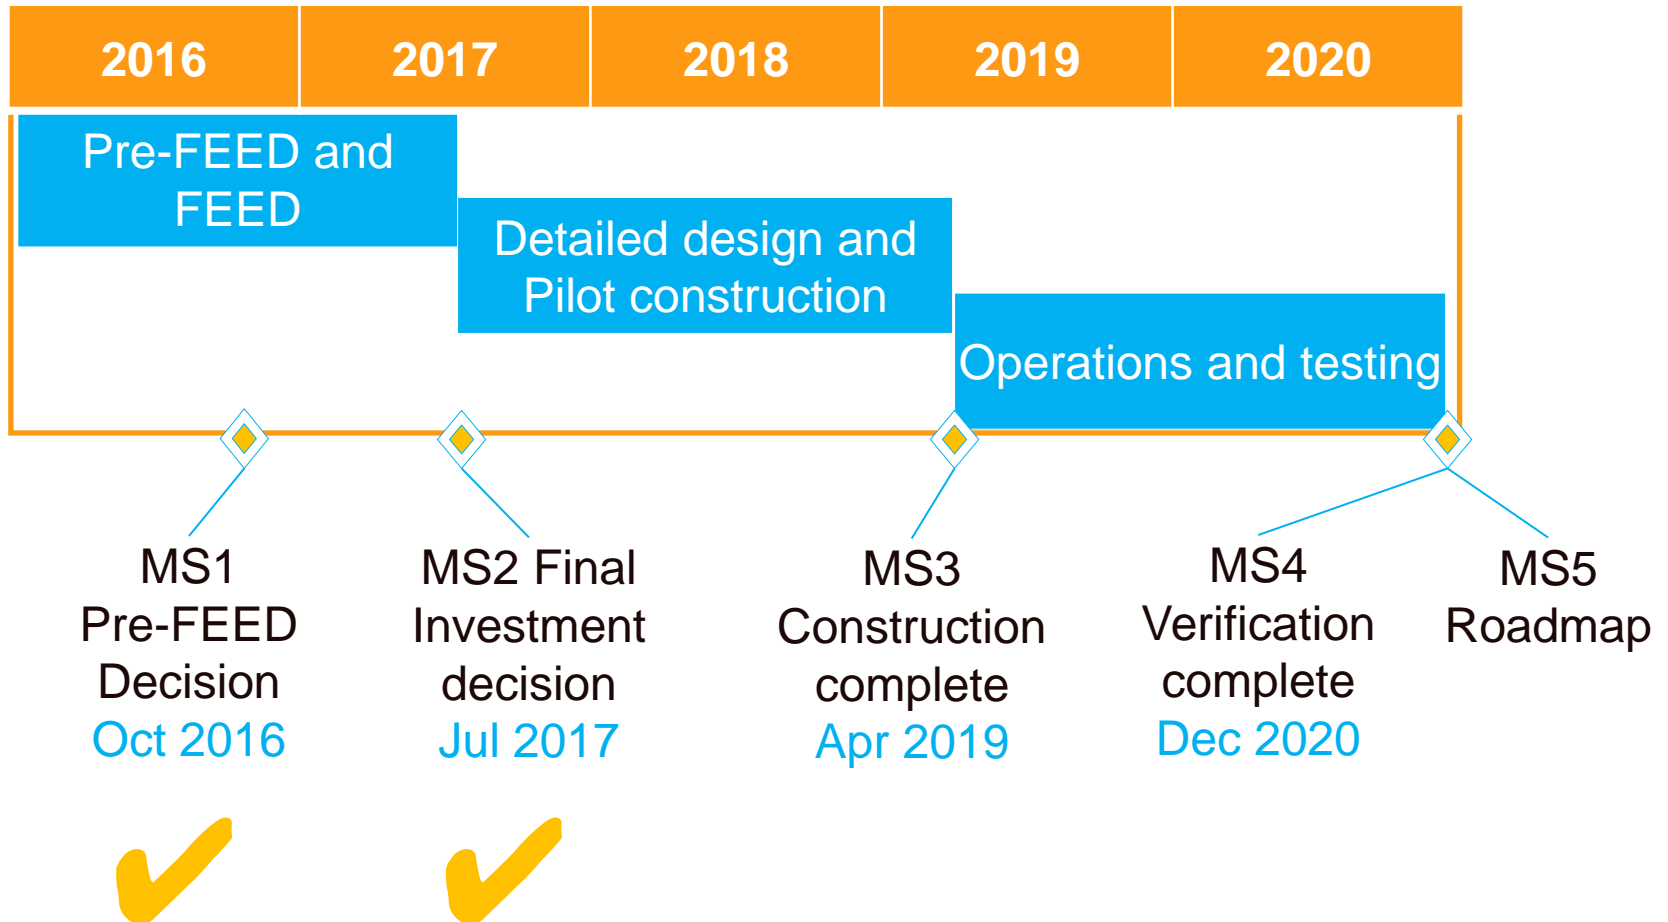 2016 2017 2018 2019 2020
Pre-FEED and
FEED
Detailed design and
Pilot construction
Operations and testing
MS1
Pre-FEED
Decision
Oct 2016
MS2 Final
Investment
decision
Jul 2017
MS3
Construction
complete
Apr 2019
MS4
Verification
complete
Dec 2020
MS5
Roadmap